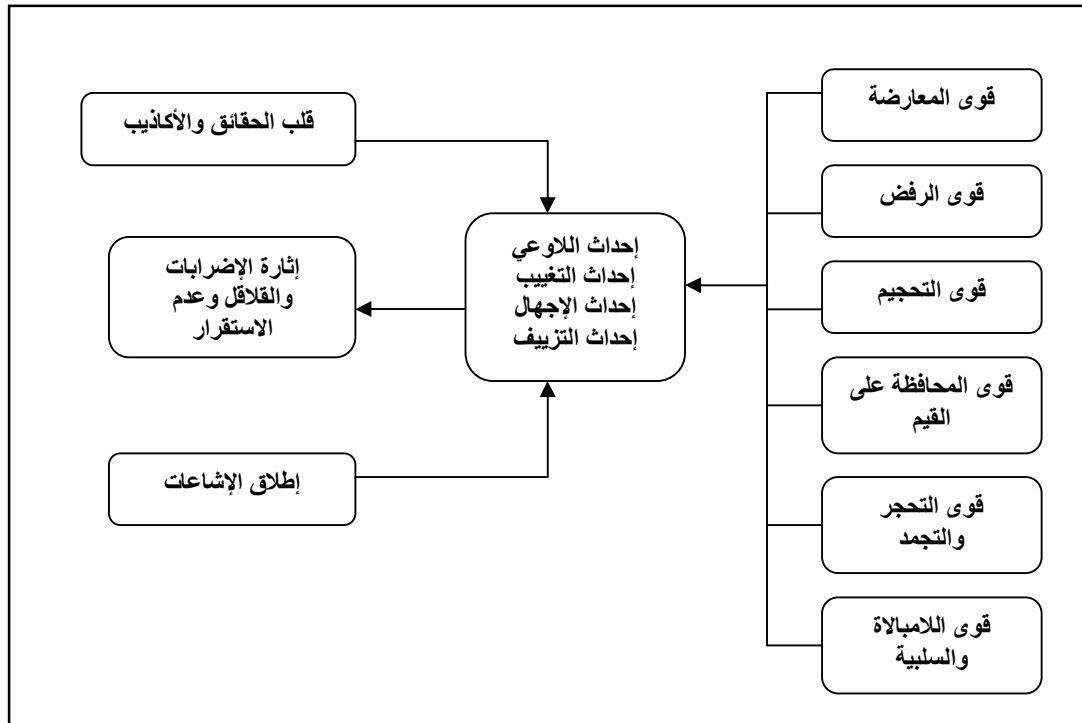 قوى المعارضة
قوى الرفض
قوى التحجيم
قوى المحافظة على
القيم
قوى التحجر
والتجمد
قوى اللامبالاة
والسلبية
إحداث اللاوعي
إحداث التغييب
إحداث الإجهال
إحداث التزييف
قلب الحقائق والأكاذيب
إثارة الإضرابات
والقلاقل وعدم
الاستقرار
إطلاق الإشاعات